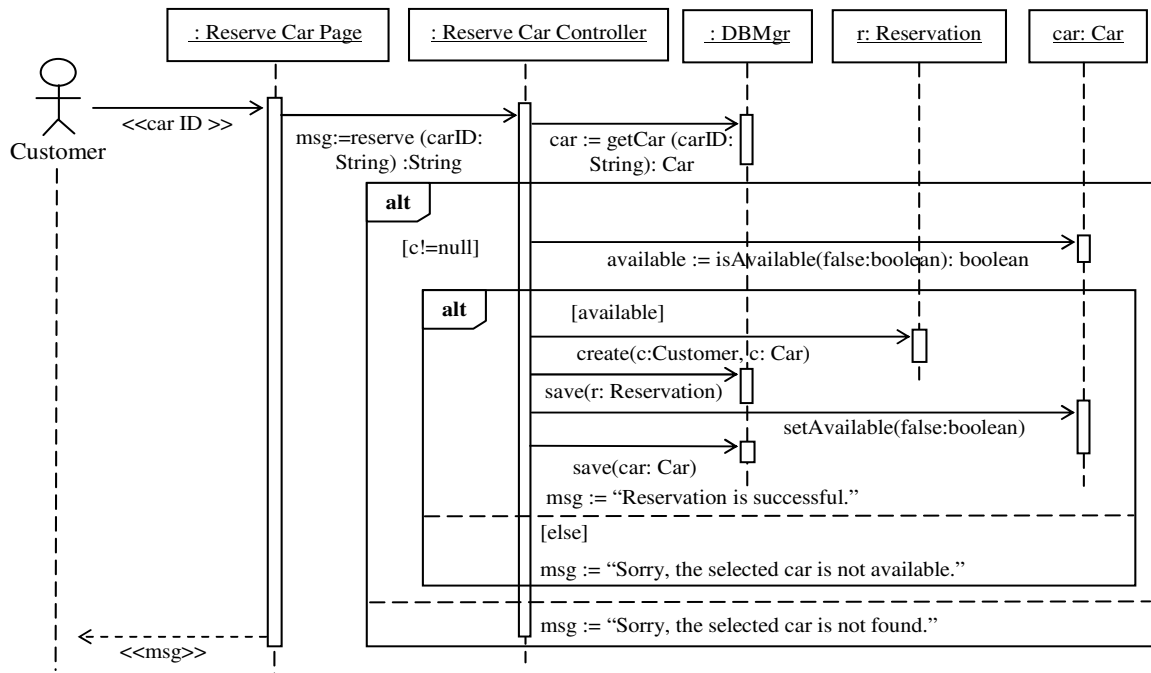 : Reserve Car Page
: Reserve Car Controller
: DBMgr
r: Reservation
car: Car
<<car ID >>
Customer
msg:=reserve (carID:
String) :String
car := getCar (carID:
String): Car
alt
[c!=null]
available := isAvailable(false:boolean): boolean
alt
[available]
create(c:Customer, c: Car)
save(r: Reservation)
setAvailable(false:boolean)
save(car: Car)
msg := “Reservation is successful.”
[else]
msg := “Sorry, the selected car is not available.”
msg := “Sorry, the selected car is not found.”
<<msg>>